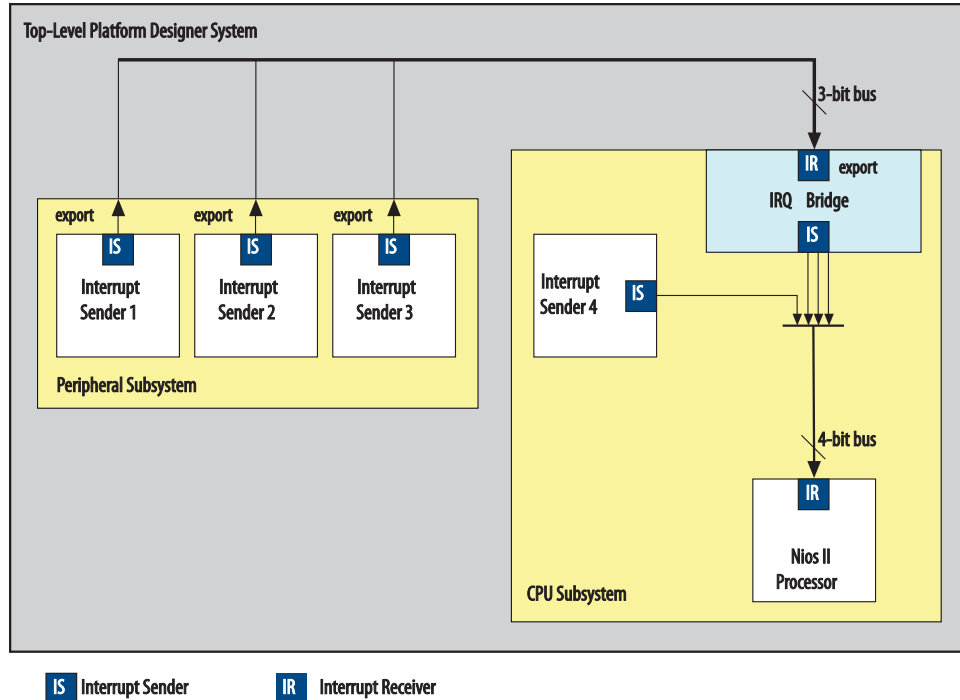 Top-Level Platform Designer System
3-bit bus
IR
export
IRQ Bridge
IS
export
export
export
IS
IS
IS
Interrupt
Sender 1
Interrupt
Sender 2
Interrupt
Sender 3
Peripheral Subsystem
Interrupt
Sender 4
IS
4-bit bus
IR
Nios II
Processor
CPU Subsystem
IS Interrupt Sender
IR Interrupt Receiver